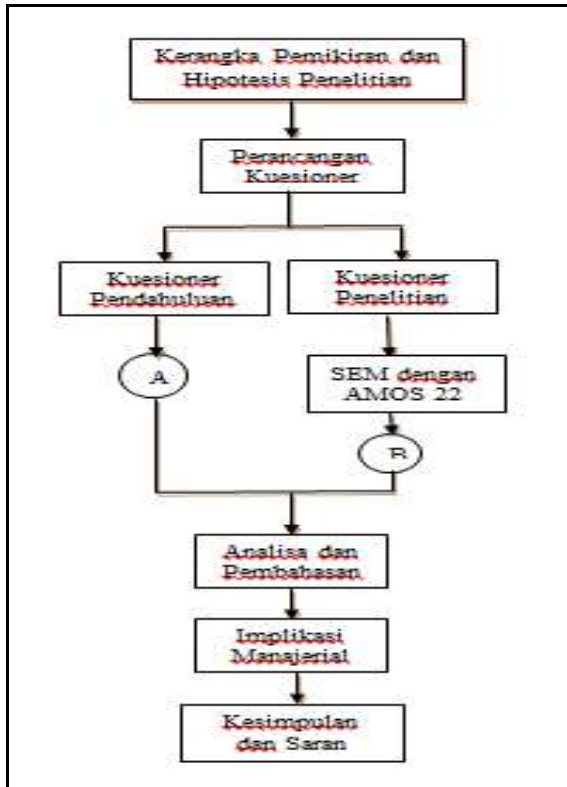 Kerangka Pemikiran dan
Hipotesis Penelitian
Perancangan
Kuesioner
Kuesioner
Pendahuluan
Kuesioner
Penelitian
A
SEM dengan
AMOS 22
B
Analisa dan
Pembahasan
Implikasi
Manajerial
Kesimpulan
dan Saran